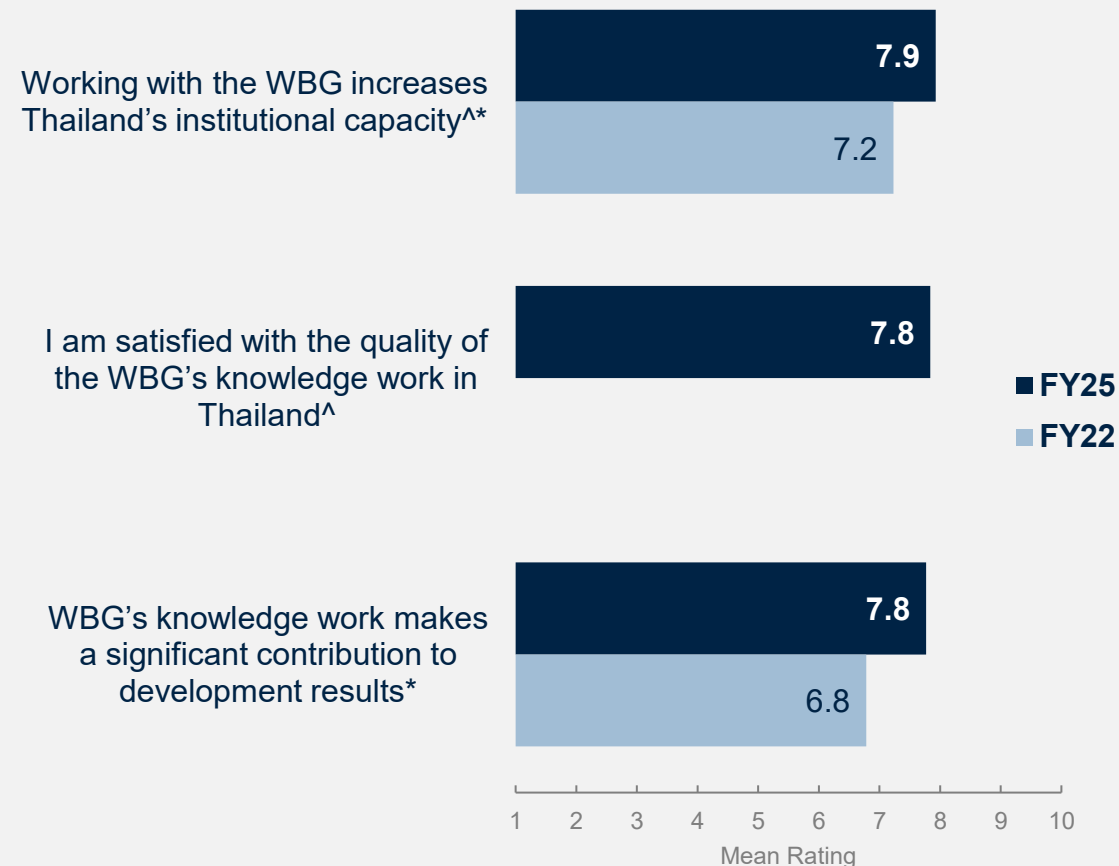 Working with the WBG increases
Thailand’s institutional capacity^*
7.9
7.2
I am satisfied with the quality of
the WBG’s knowledge work in
Thailand^
7.8
FY25
FY22
WBG’s knowledge work makes
a significant contribution to
development results*
7.8
6.8
1 2 3 4 5 6 7 8 9 10
Mean Rating